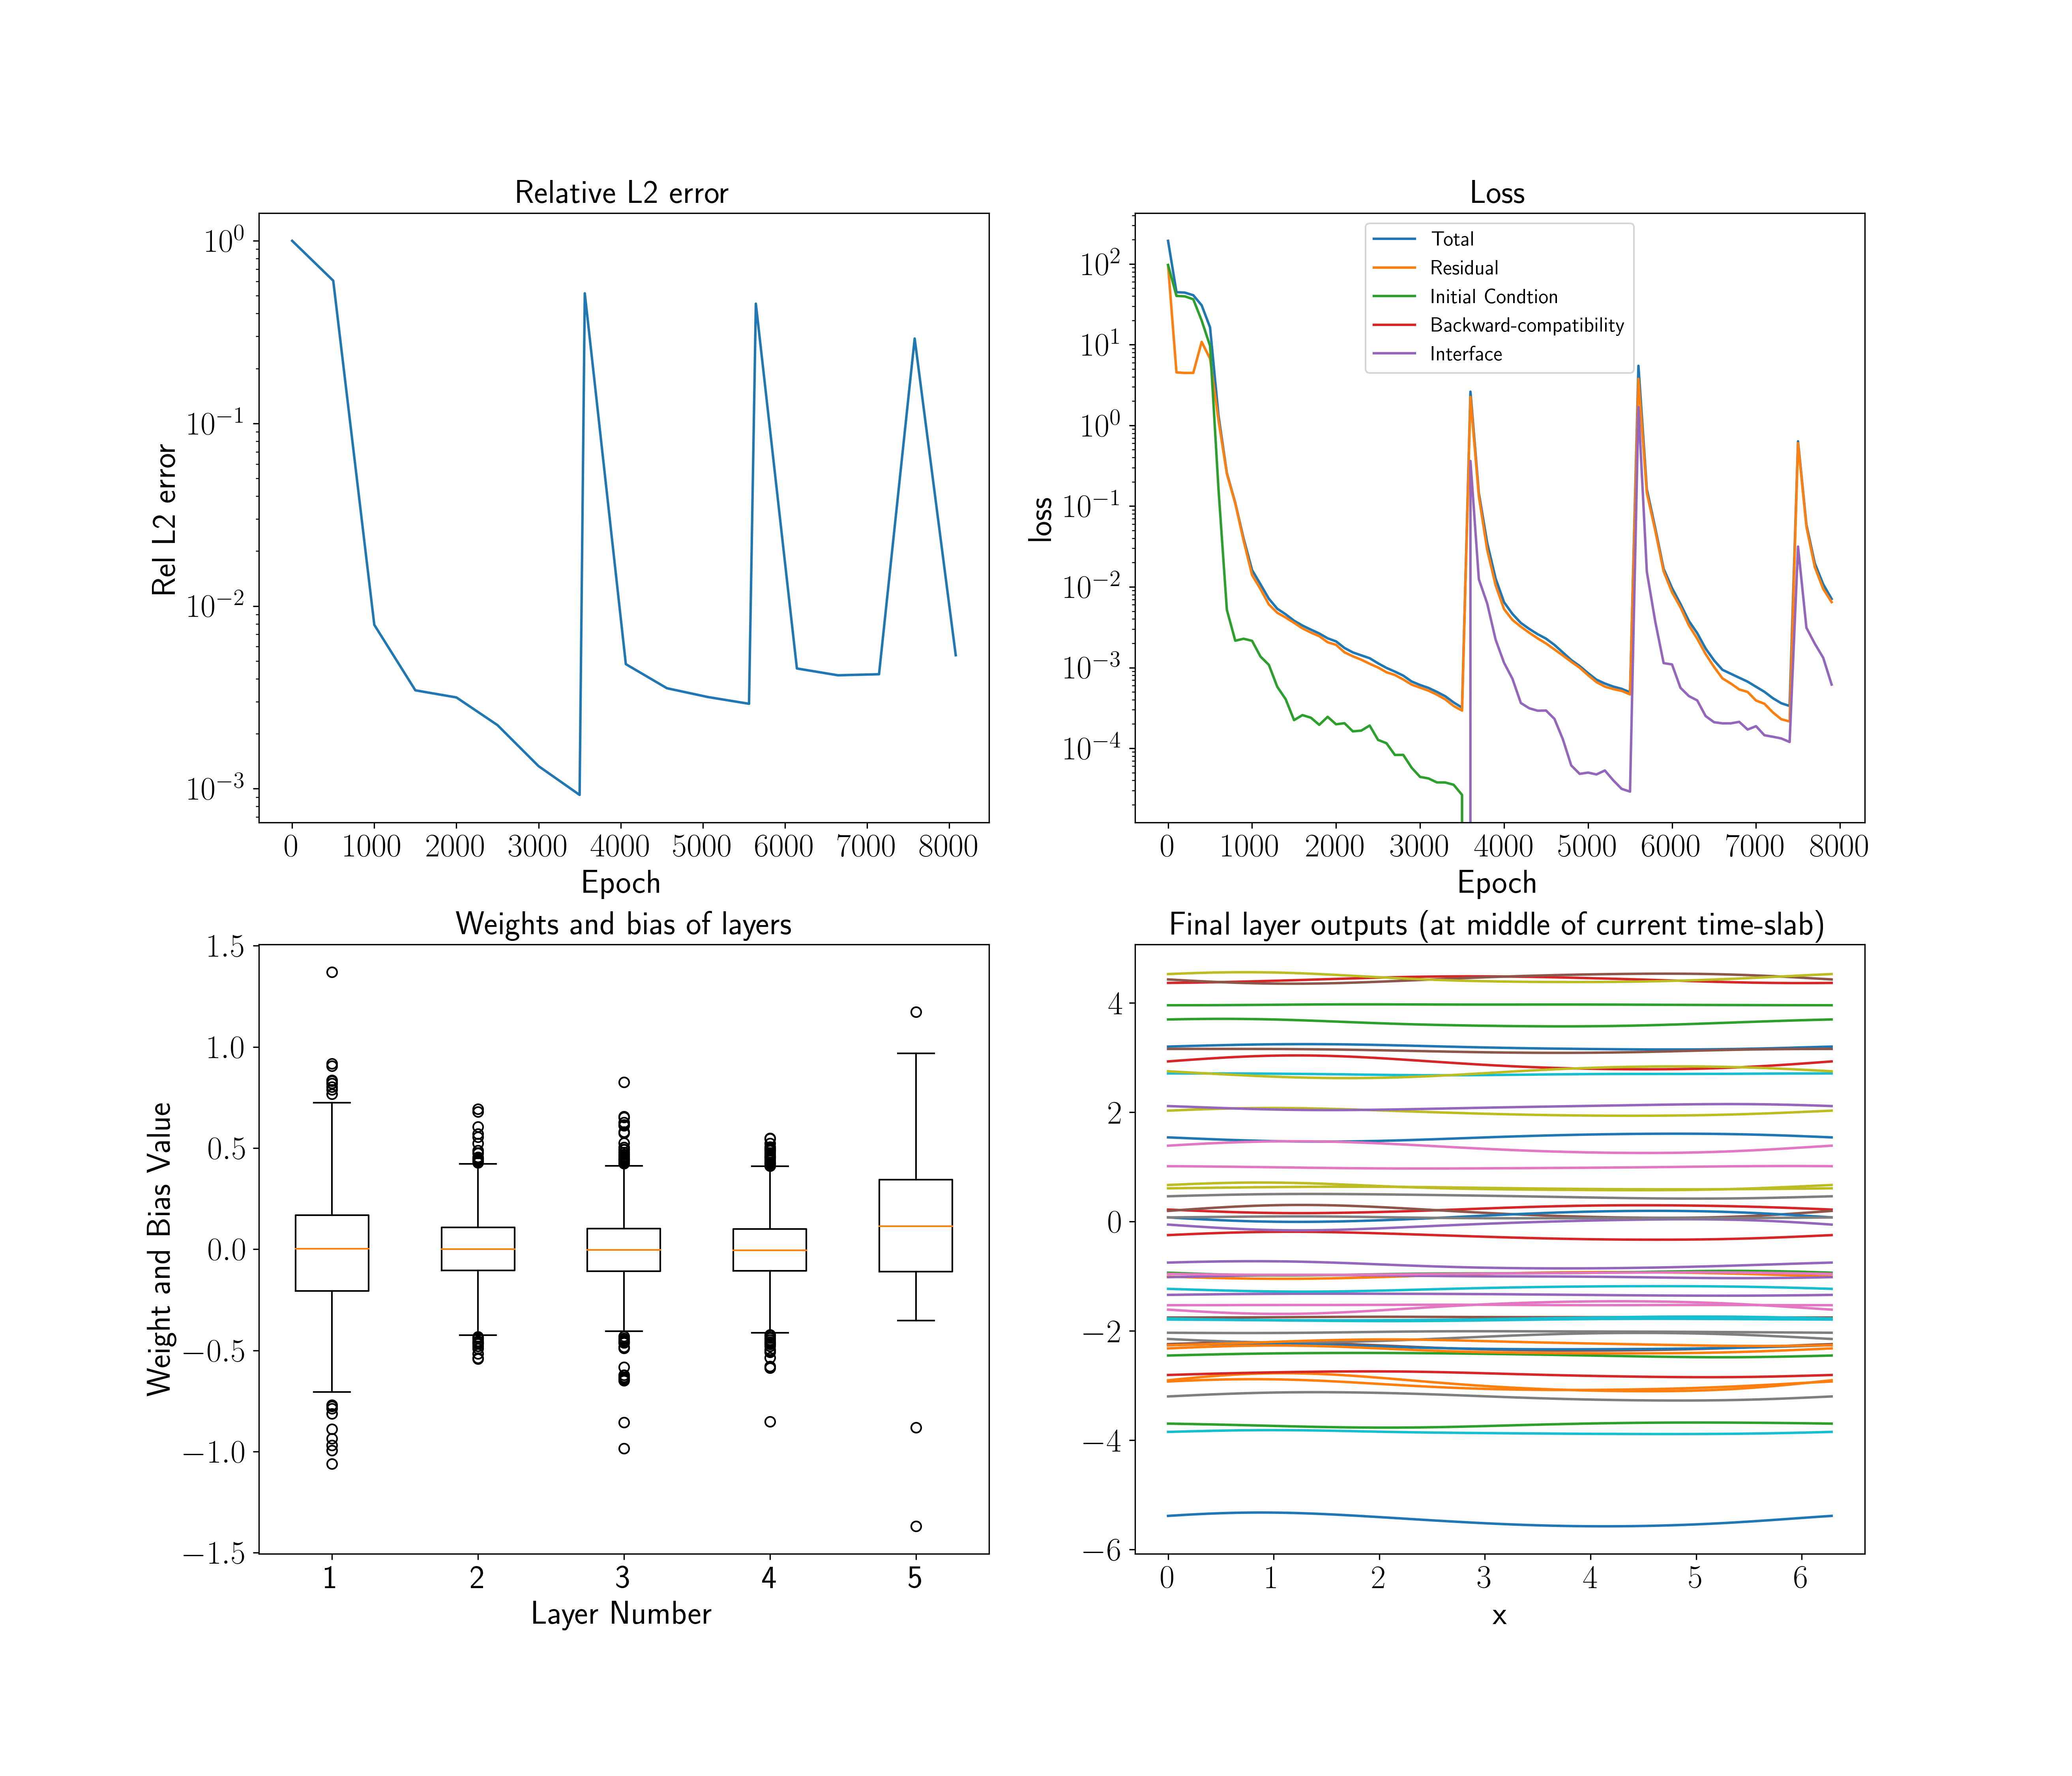 Relative L2 error
Rel L2 error
10^0
10^{-1}
10^{-2}
10^{-3}
0 1000 2000 3000 4000 5000 6000 7000 8000
Epoch
Loss
loss
10^2
10^1
10^0
10^{-1}
10^{-2}
10^{-3}
10^{-4}
Total
Residual
Initial Condtion
Backward-compatibility
Interface
0 1000 2000 3000 4000 5000 6000 7000 8000
Epoch
Weights and bias of layers
Weight and Bias Value
1.5
1.0
0.5
0.0
−0.5
−1.0
−1.5
1 2 3 4 5
Layer Number
Final layer outputs (at middle of current time-slab)
4
2
0
−2
−4
−6
0 1 2 3 4 5 6
x